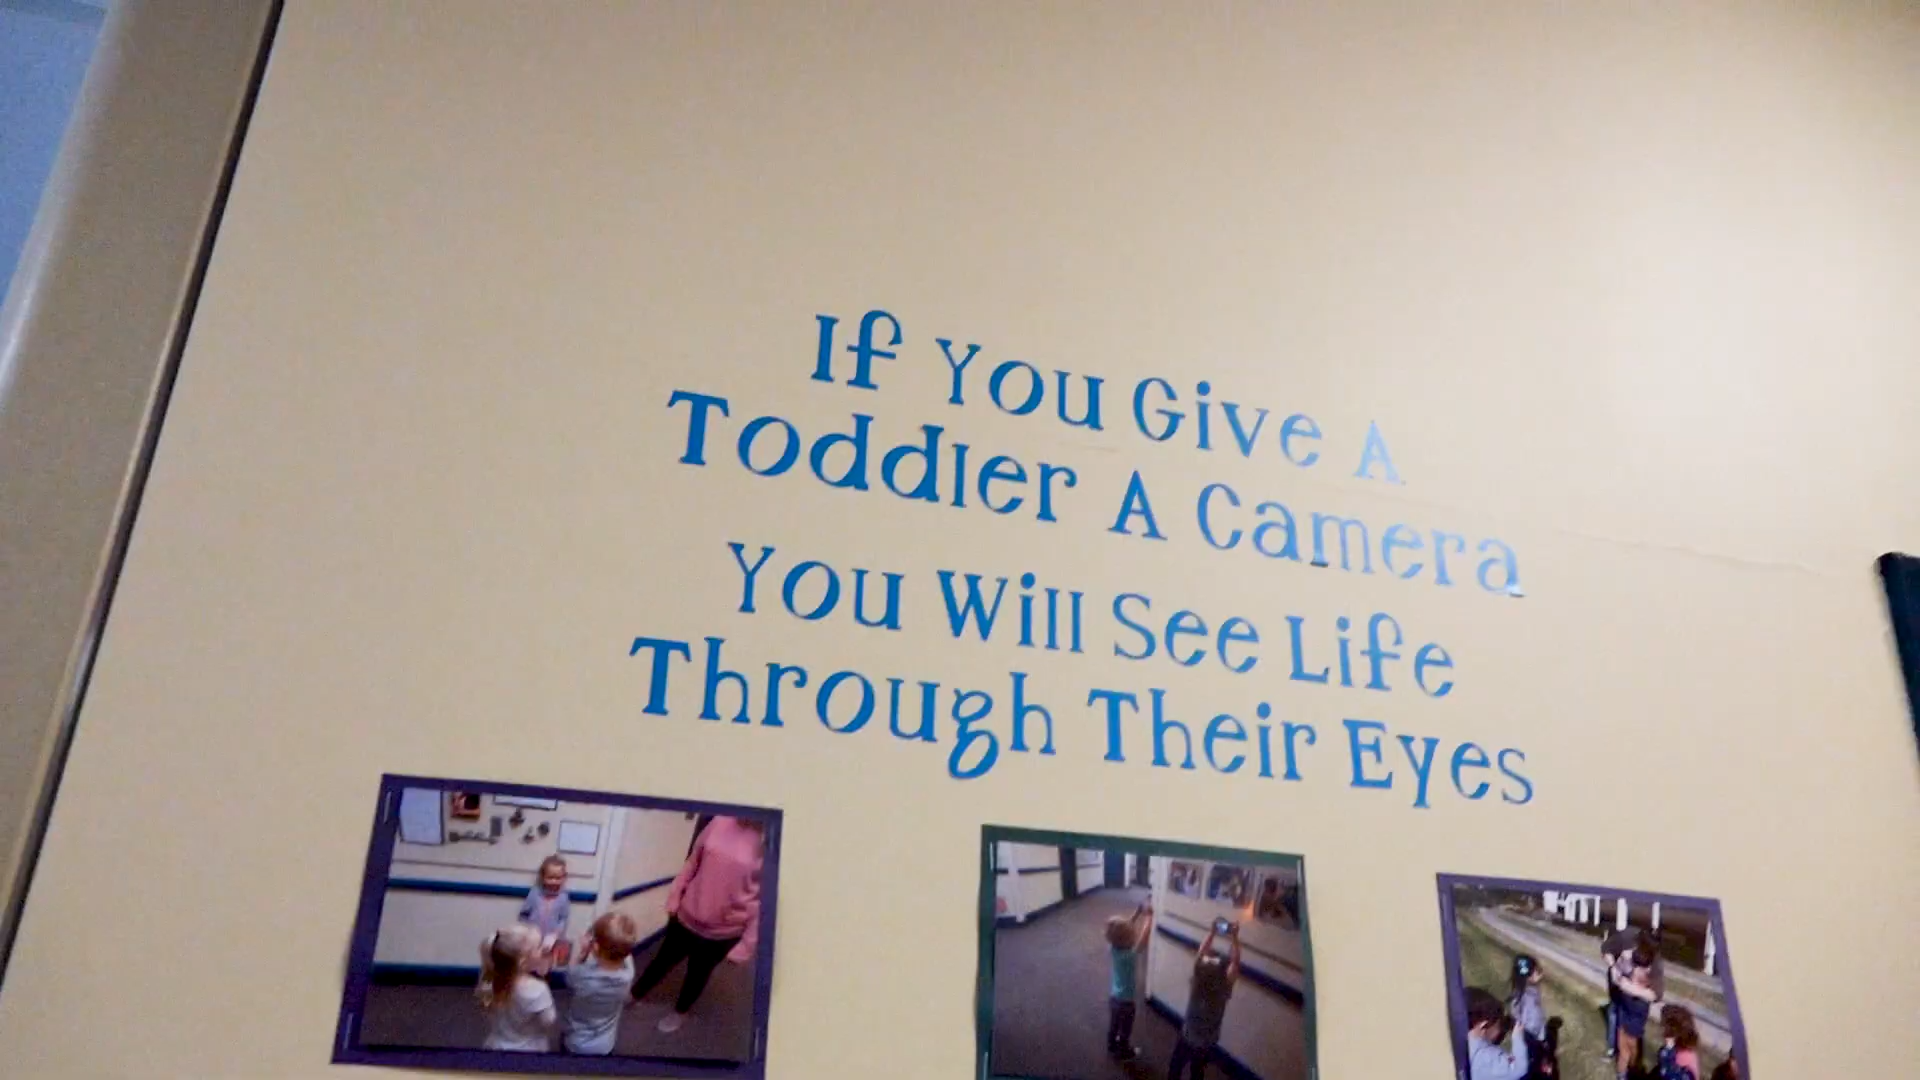 If You Give A
Toddler A Camera
You Will See Life
Through Their Eyes